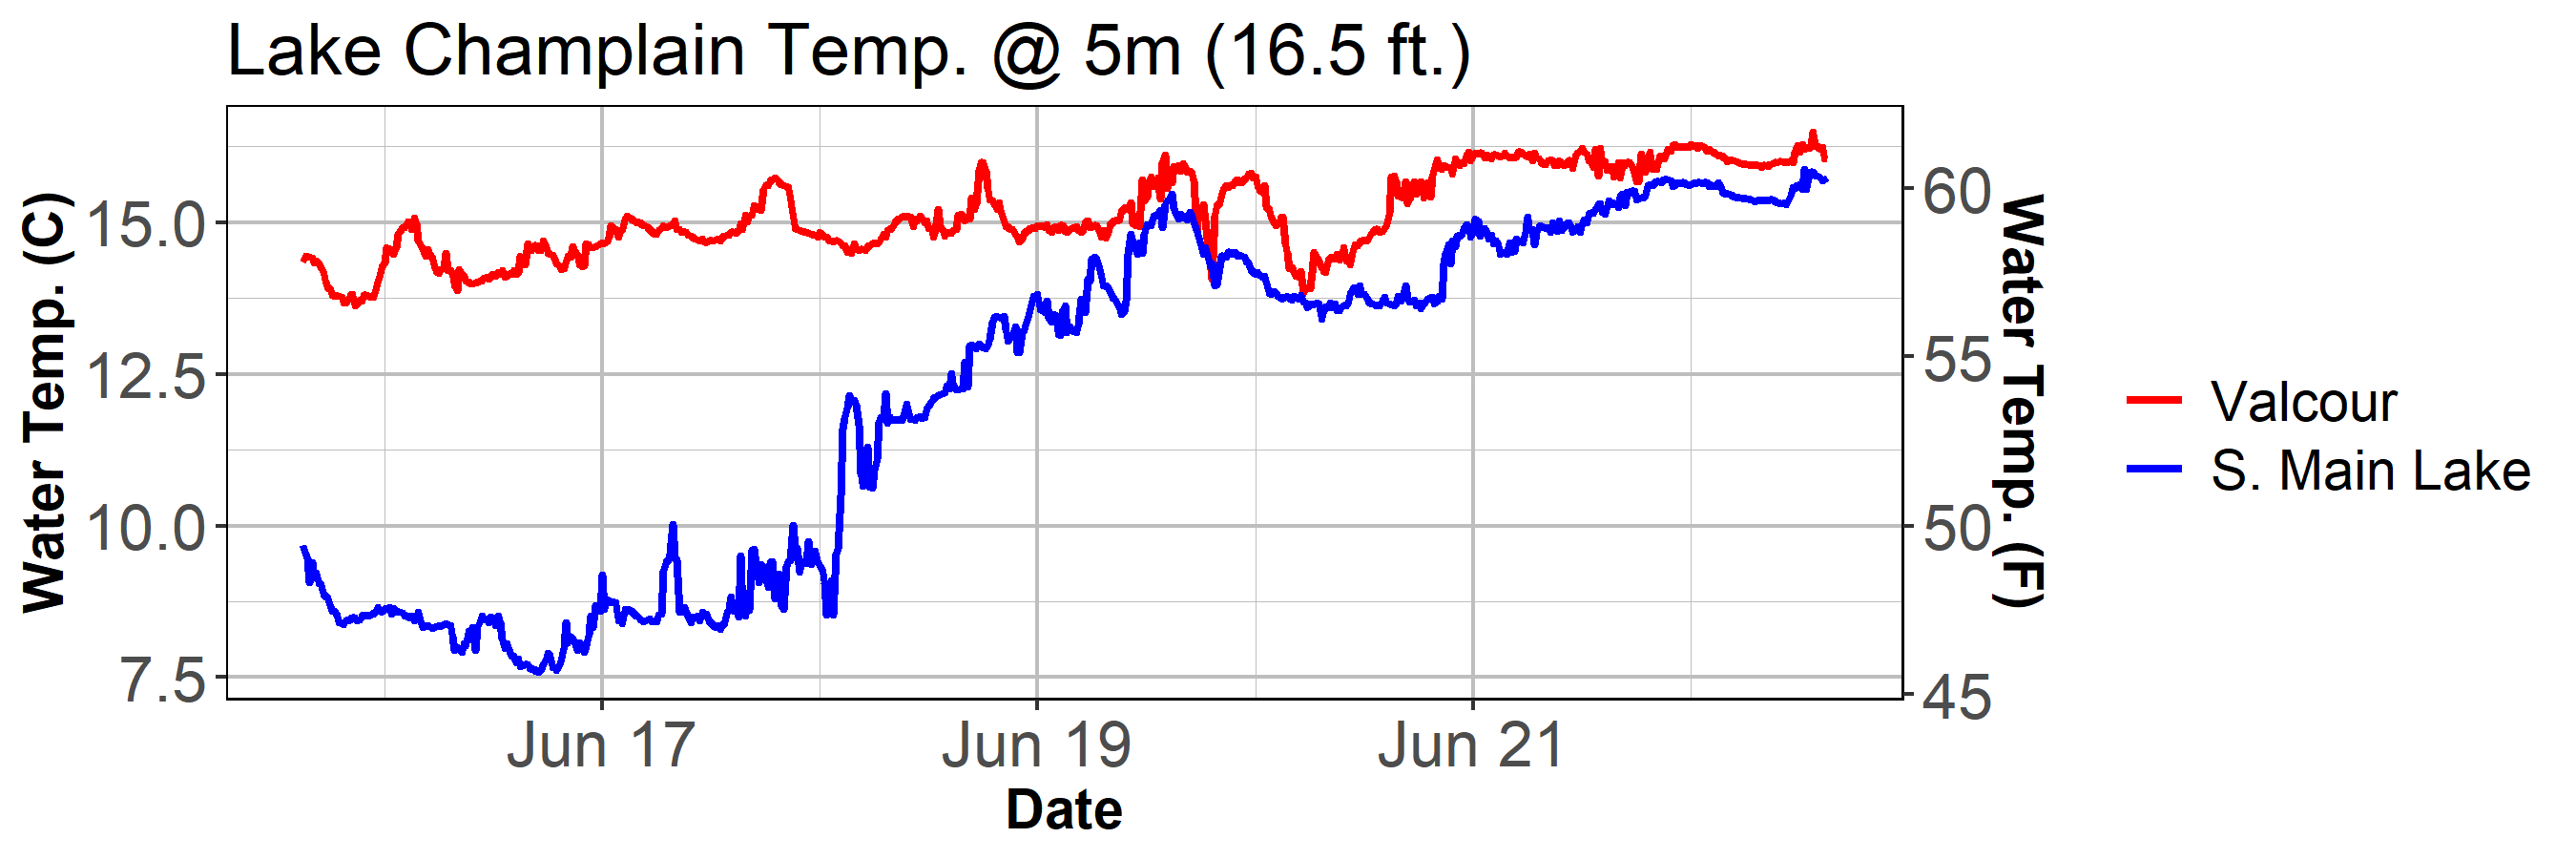 Lake Champlain Temp. @ 5m (16.5 ft.)
Water Temp. (C)
15.0
12.5
10.0
7.5
60
55
50
45
Water Temp. (F)
Jun 17
Jun 19
Jun 21
Date
Valcour
S. Main Lake